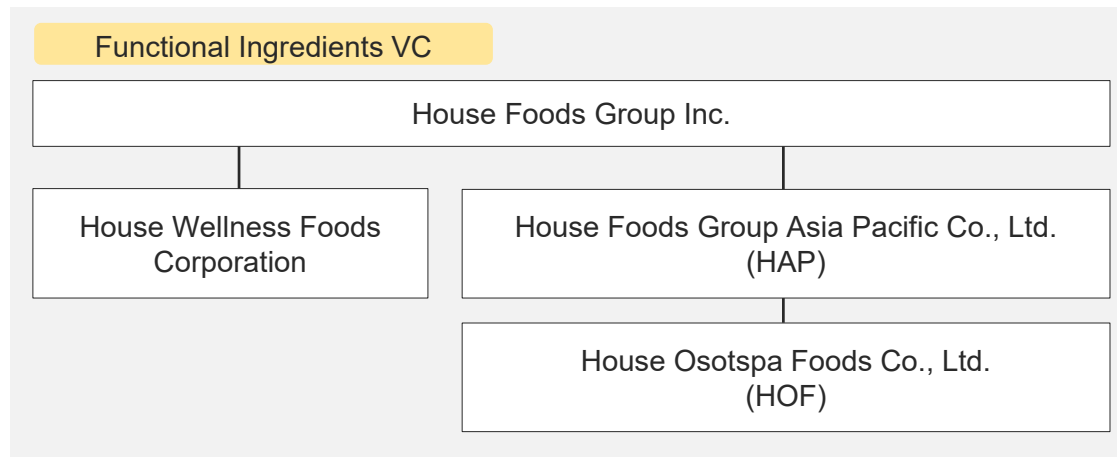 Functional Ingredients VC
House Foods Group Inc.
House Wellness Foods
Corporation
House Foods Group Asia Pacific Co., Ltd.
(HAP)
House Osotspa Foods Co., Ltd.
(HOF)